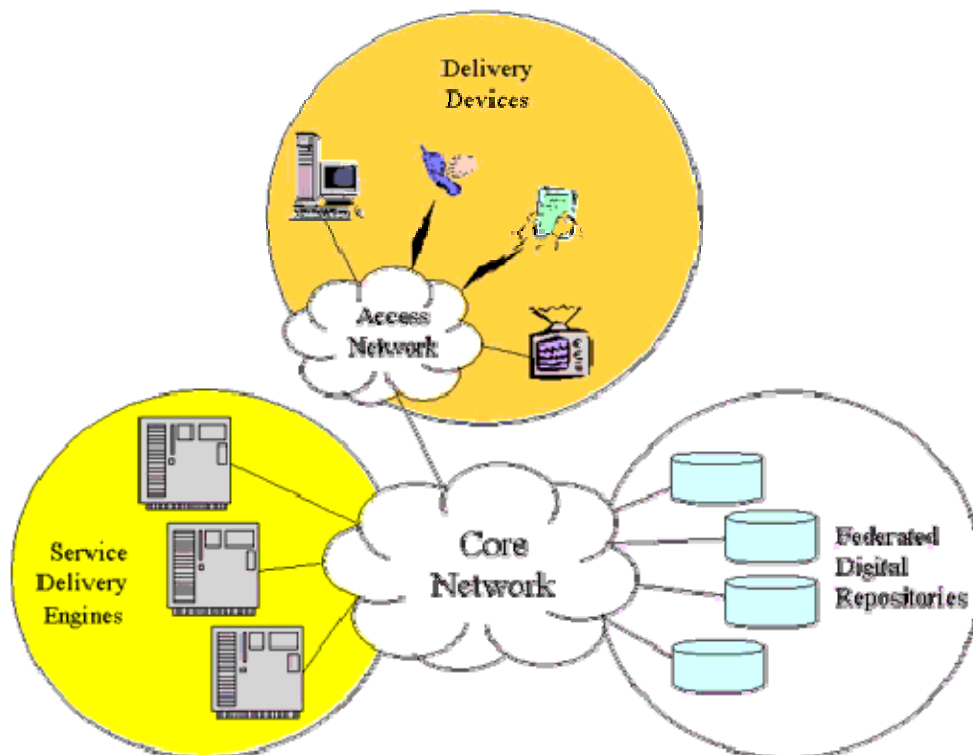 Delivery
Devices
Access
Network
Core
Network
Service
Delivery
Engines
Federated
Digital
Repositories